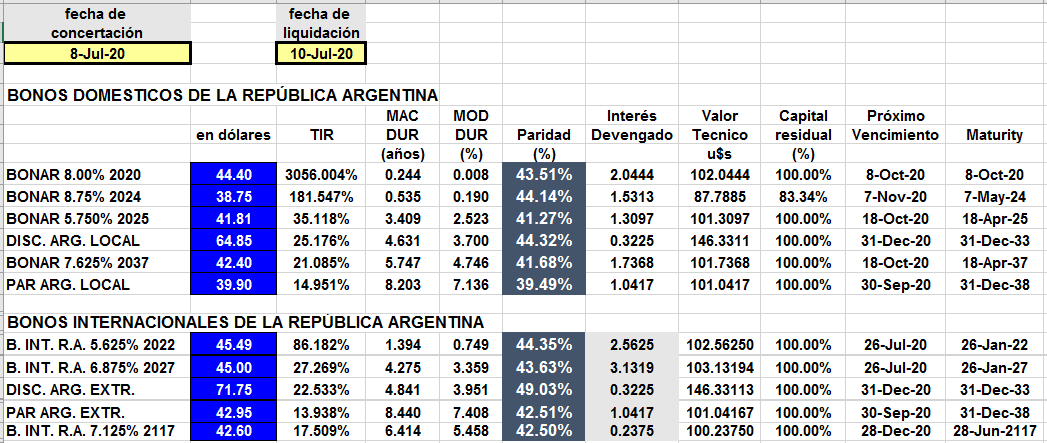 fecha de concertación fecha de liquidación
8-Jul-20 10-Jul-20
BONOS DOMESTICOS DE LA REPÚBLICA ARGENTINA
en dólares TIR MAC DUR (años) MOD DUR (%) Paridad (%) Interés Devengado Valor Tecnico u$s Capital residual (%) Próximo Vencimiento Maturity
BONAR 8.00% 2020 44.40 3056.004% 0.244 0.008 43.51% 2.0444 102.0444 100.00% 8-Oct-20 8-Oct-20
BONAR 8.75% 2024 38.75 181.547% 0.535 0.190 44.14% 1.5313 87.7885 83.34% 7-Nov-20 7-May-24
BONAR 5.750% 2025 41.81 35.118% 3.409 2.523 41.27% 1.3097 101.3097 100.00% 18-Oct-20 18-Apr-25
DISC. ARG. LOCAL 64.85 25.176% 4.631 3.700 44.32% 0.3225 146.3311 100.00% 31-Dec-20 31-Dec-33
BONAR 7.625% 2037 42.40 21.085% 5.747 4.746 41.68% 1.7368 101.7368 100.00% 18-Oct-20 18-Apr-37
PAR ARG. LOCAL 39.90 14.951% 8.203 7.136 39.49% 1.0417 101.0417 100.00% 30-Sep-20 31-Dec-38
BONOS INTERNACIONALES DE LA REPÚBLICA ARGENTINA
B. INT. R.A. 5.625% 2022 45.49 86.182% 1.394 0.749 44.35% 2.5625 102.56250 100.00% 26-Jul-20 26-Jan-22
B. INT. R.A. 6.875% 2027 45.00 27.269% 4.275 3.359 43.63% 3.1319 103.13194 100.00% 26-Jul-20 26-Jan-27
DISC. ARG. EXTR. 71.75 22.533% 4.841 3.951 49.03% 0.3225 146.33113 100.00% 31-Dec-20 31-Dec-33
PAR ARG. EXTR. 42.95 13.938% 8.440 7.408 42.51% 1.0417 101.04167 100.00% 30-Sep-20 31-Dec-38
B. INT. R.A. 7.125% 2117 42.60 17.509% 6.414 5.458 42.50% 0.2375 100.23750 100.00% 28-Dec-20 28-Jun-2117